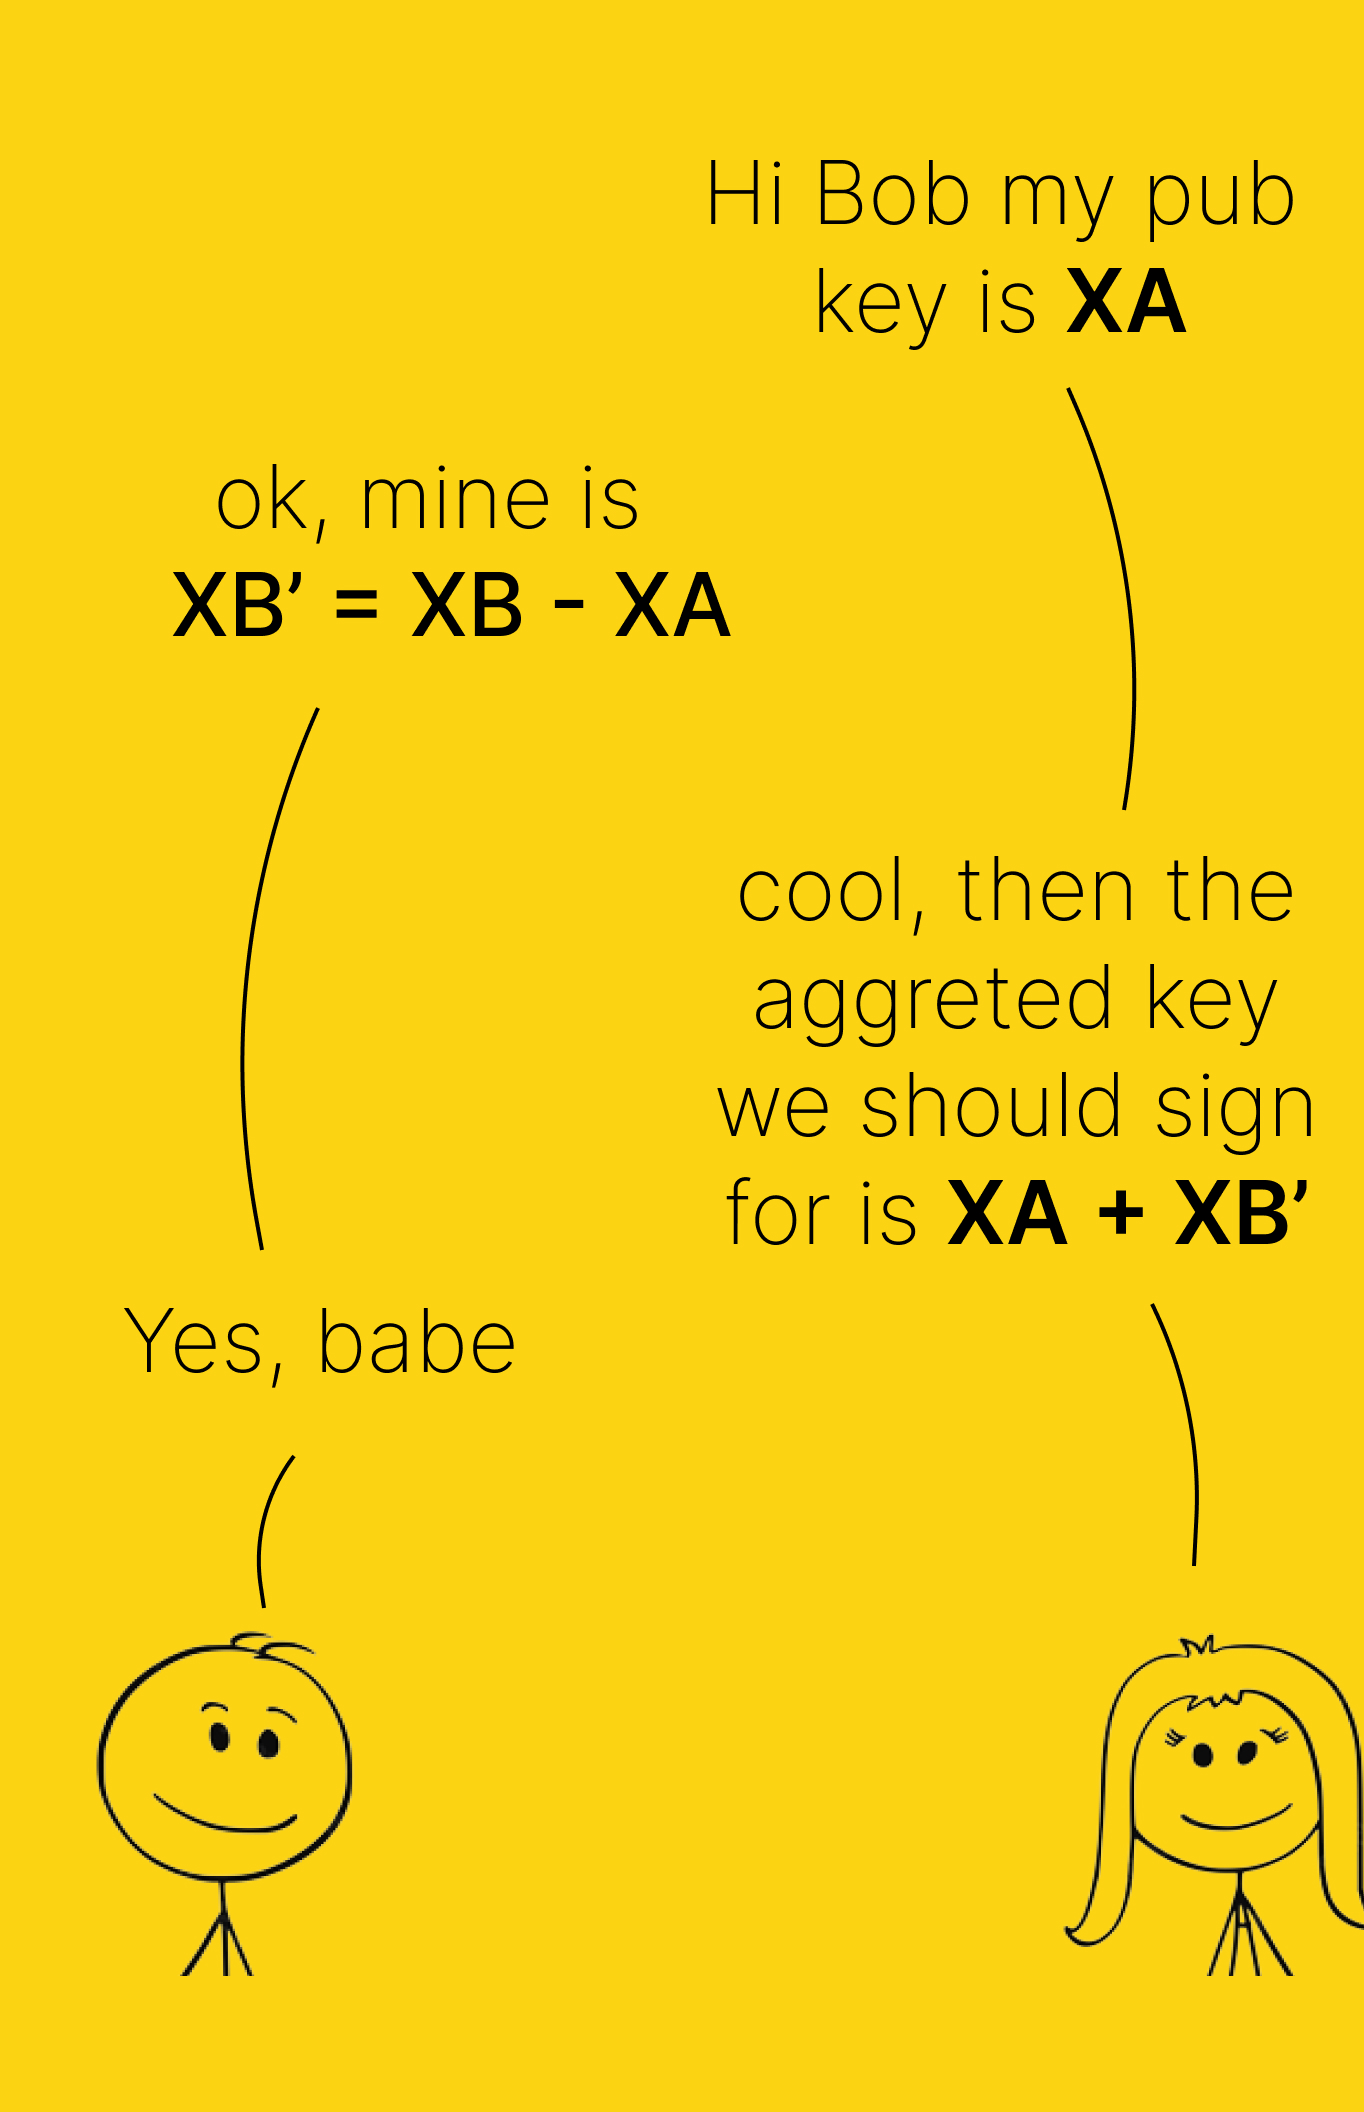 Hi Bob my pub
key is XA
ok, mine is
XB’ = XB - XA
cool, then the
aggreted key
we should sign
for is XA + XB’
Yes, babe